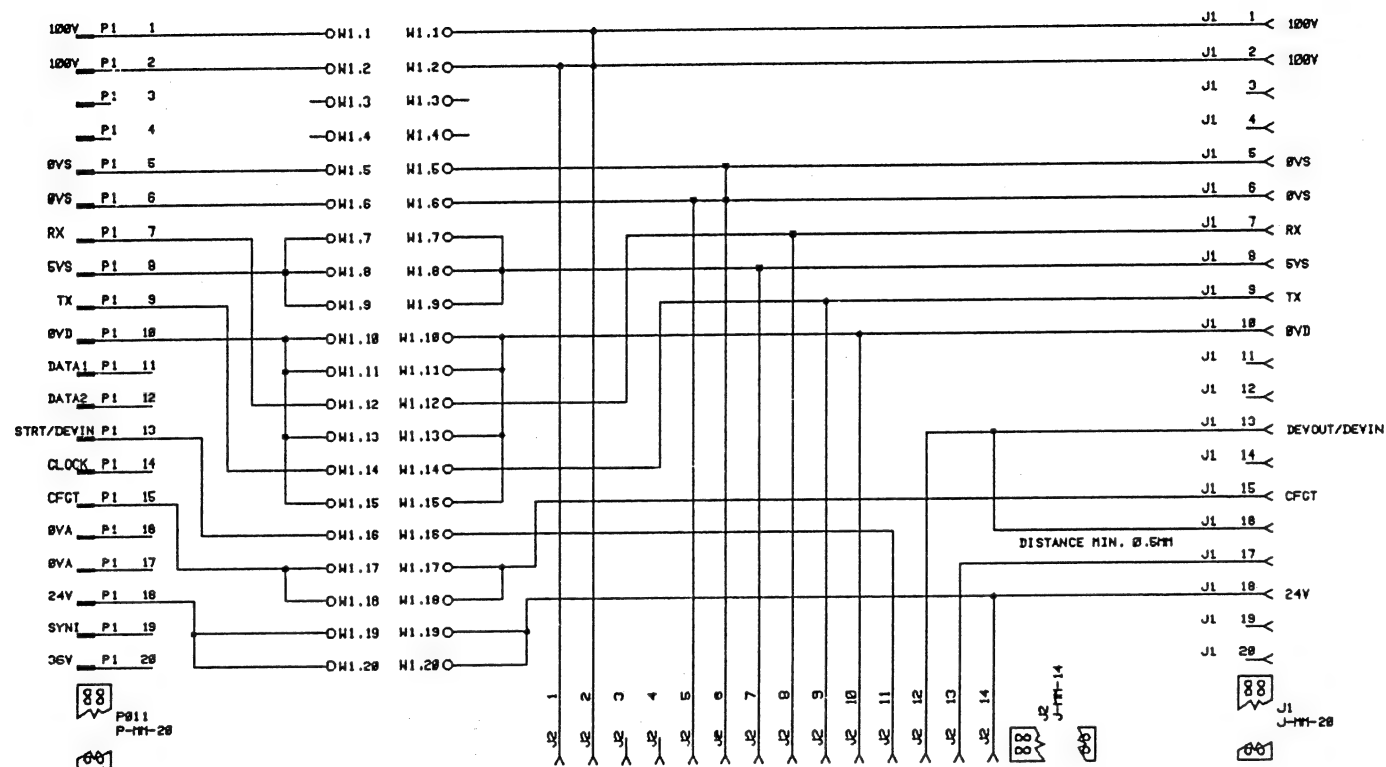 100V P1 1 W1.1 W1.1 J1 1 100V
100V P1 2 W1.2 W1.2 J1 2 100V
P1 3 W1.3 W1.3 J1 3
P1 4 W1.4 W1.4 J1 4
0VS P1 5 W1.5 W1.5 J1 5 0VS
0VS P1 6 W1.6 W1.6 J1 6 0VS
RX P1 7 W1.7 W1.7 J1 7 RX
5VS P1 8 W1.8 W1.8 J1 8 5VS
TX P1 9 W1.9 W1.9 J1 9 TX
0VD P1 10 W1.10 W1.10 J1 10 0VD
DATA1 P1 11 W1.11 W1.11 J1 11
DATA2 P1 12 W1.12 W1.12 J1 12
STRT/DEVIN P1 13 W1.13 W1.13 J1 13 DEVOUT/DEVIN
CLOCK P1 14 W1.14 W1.14 J1 14
CFCT P1 15 W1.15 W1.15 J1 15 CFCT
0VA P1 16 W1.16 W1.16 J1 16
DISTANCE MIN. 0.5MM
0VA P1 17 W1.17 W1.17 J1 17
24V P1 18 W1.18 W1.18 J1 18 24V
SYNI P1 19 W1.19 W1.19 J1 19
36V P1 20 W1.20 W1.20 J1 20
1 2 3 4 5 6 7 8 9 10 11 12 13 14
J2 J2 J2 J2 J2 J2 J2 J2 J2 J2 J2 J2 J2 J2
J2
J-MM-14
P011
P-MM-20
J1
J-MM-20